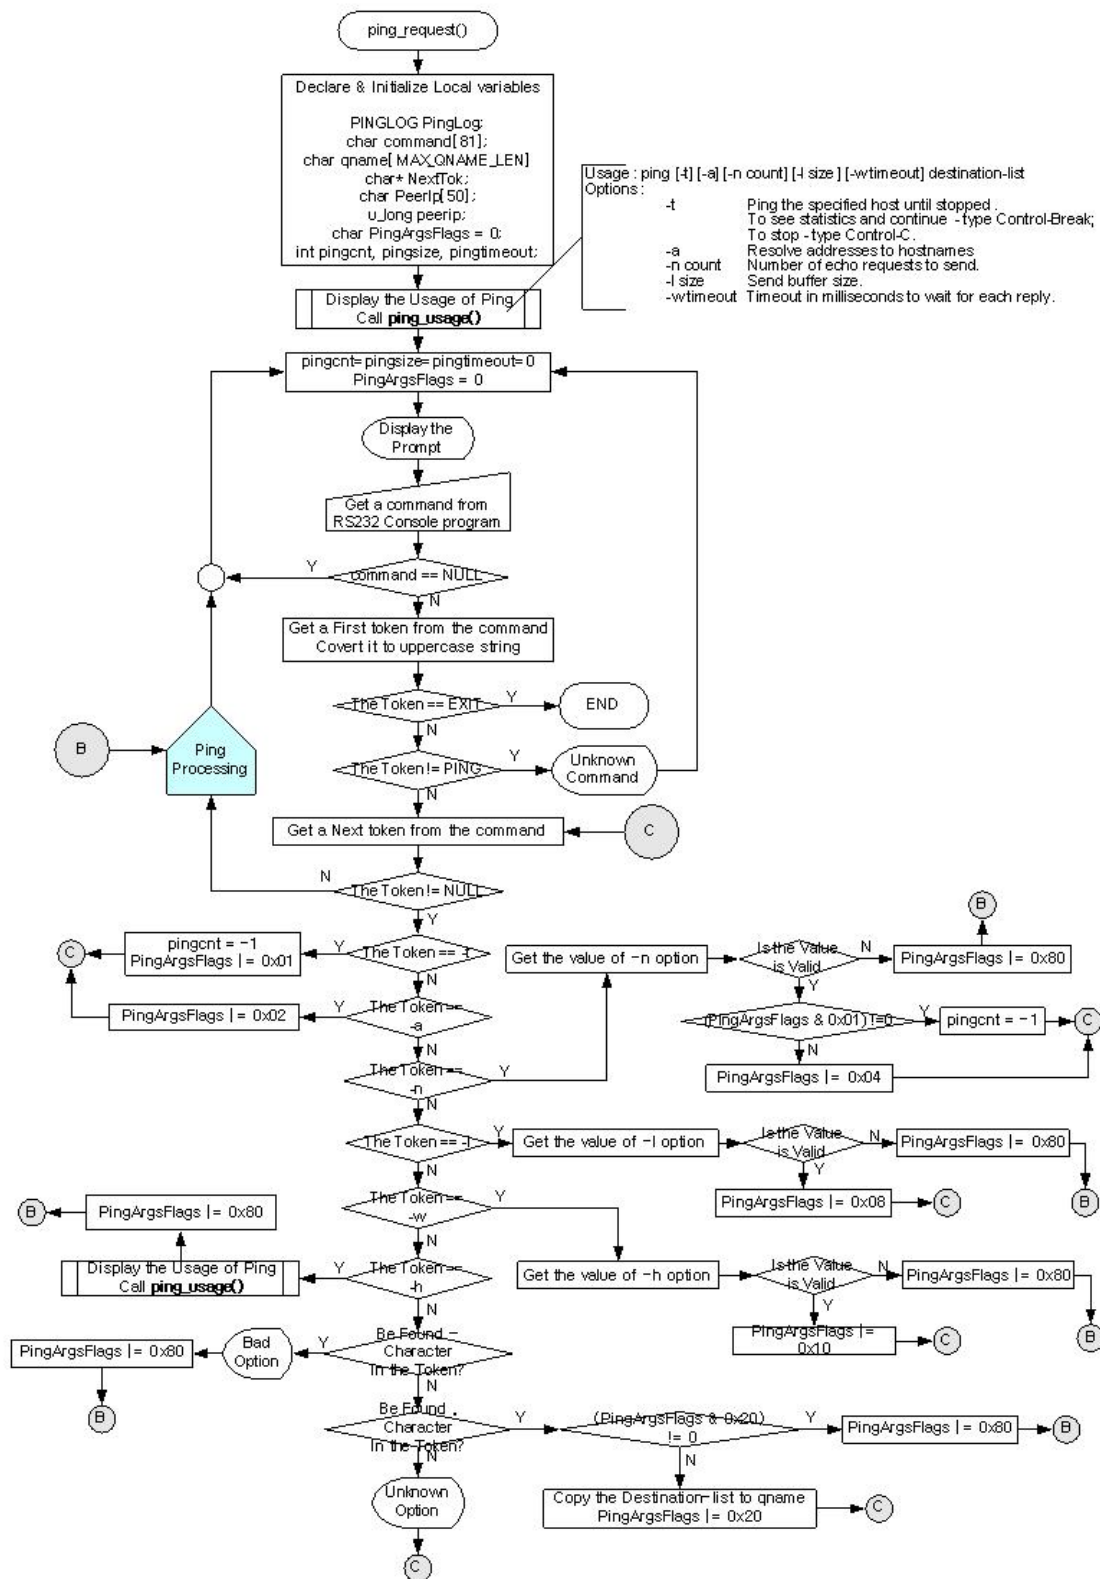 ping_request()
Declare & Initialize Local variables
PINGLOG PingLog;
char command[81];
char qname[ MAX_QNAME_LEN]
char* NextTok;
char PeerIp[50];
u_long peerip;
char PingArgsFlags = 0;
int pingcnt, pingsize, pingtimeout;
Usage : ping [-t] [-a] [-n count] [-l size ] [-wtimeout] destination-list
Options :
-t Ping the specified host until stopped .
To see statistics and continue - type Control-Break;
To stop - type Control-C.
-a Resolve addresses to hostnames
-n count Number of echo requests to send.
-l size Send buffer size.
-wtimeout Timeout in milliseconds to wait for each reply.
Display the Usage of Ping
Call ping_usage()
pingcnt=pingsize=pingtimeout=0
PingArgsFlags = 0
Display the
Prompt
Get a command from
RS232 Console program
command == NULL
Y
N
Get a First token from the command
Covert it to uppercase string
The Token == EXIT
Y
END
N
B
Ping
Processing
The Token != PING
Y
Unknown
Command
N
Get a Next token from the command
C
The Token != NULL
N
Y
C
pingcnt = -1
PingArgsFlags |= 0x01
Y
The Token == -t
N
PingArgsFlags |= 0x02
Y
The Token ==
-a
N
The Token ==
-n
Y
N
Get the value of -n option
Is the Value
is Valid
N
PingArgsFlags |= 0x80
B
Y
(PingArgsFlags & 0x01) !=0
Y
pingcnt = -1
C
N
PingArgsFlags |= 0x04
The Token == -l
Y
Get the value of -l option
Is the Value
is Valid
N
PingArgsFlags |= 0x80
B
Y
PingArgsFlags |= 0x08
C
N
The Token ==
-w
Y
N
Get the value of -h option
Is the Value
is Valid
N
PingArgsFlags |= 0x80
B
Y
PingArgsFlags |=
0x10
C
B
PingArgsFlags |= 0x80
Display the Usage of Ping
Call ping_usage()
Y
The Token ==
-h
N
PingArgsFlags |= 0x80
B
Bad
Option
Y
Be Found -
Character
In the Token?
N
Be Found .
Character
In the Token?
Y
(PingArgsFlags & 0x20)
!= 0
Y
PingArgsFlags |= 0x80
B
N
N
Unknown
Option
C
Copy the Destination-list to qname
PingArgsFlags |= 0x20
C